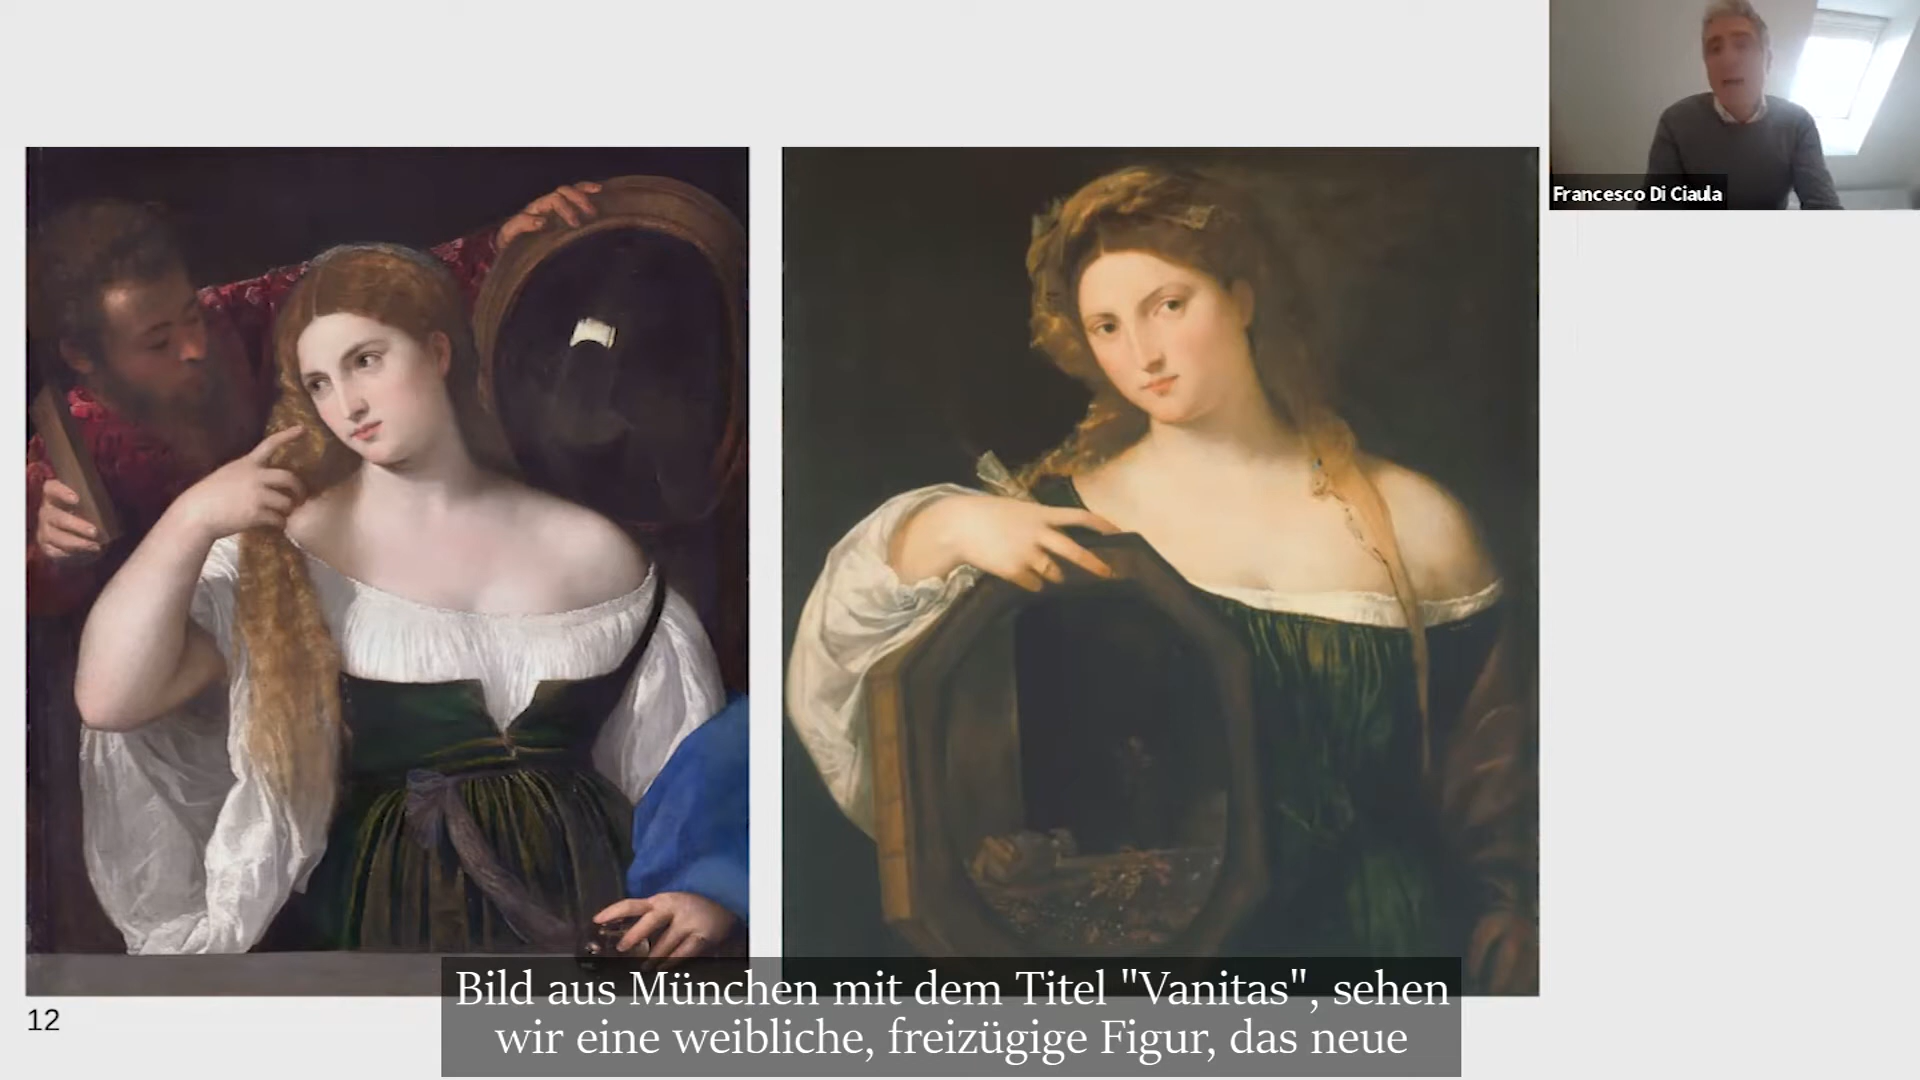 Francesco Di Ciaula
12
Bild aus München mit dem Titel "Vanitas", sehen
wir eine weibliche, freizügige Figur, das neue